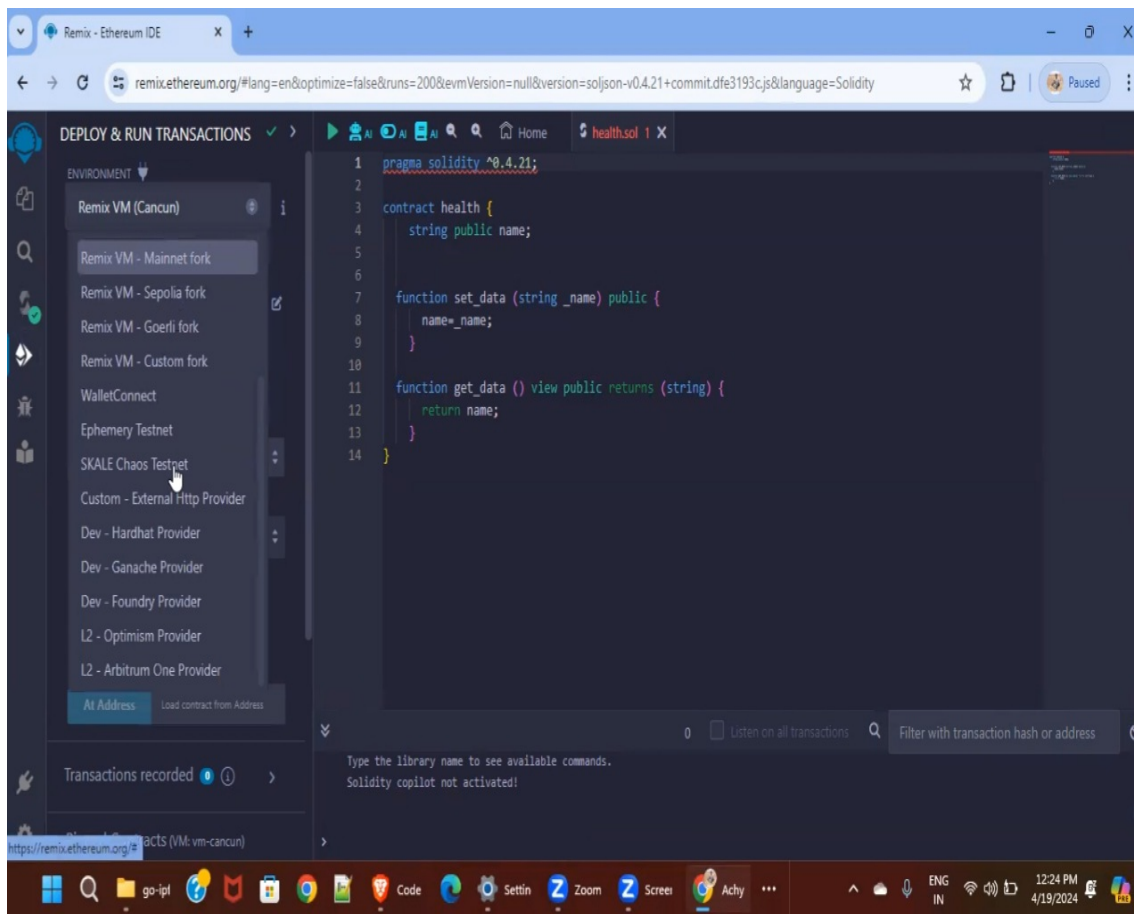 Remix - Ethereum IDE
remix.ethereum.org/#lang=en&optimize=false&runs=200&evmVersion=null&version=soljson-v0.4.21+commit.dfe3193c.js&language=Solidity
Paused
DEPLOY & RUN TRANSACTIONS
AI AI AI Home health.sol 1
ENVIRONMENT
Remix VM (Cancun)
Remix VM - Mainnet fork
Remix VM - Sepolia fork
Remix VM - Goerli fork
Remix VM - Custom fork
WalletConnect
Ephemery Testnet
SKALE Chaos Testnet
Custom - External Http Provider
Dev - Hardhat Provider
Dev - Ganache Provider
Dev - Foundry Provider
L2 - Optimism Provider
L2 - Arbitrum One Provider
At Address Load contract from Address
Transactions recorded 0 i
(VM: vm-cancun)
https://remix.ethereum.org/#
1 pragma solidity ^0.4.21;
2
3 contract health {
4 string public name;
5
6
7 function set_data (string _name) public {
8 name=_name;
9 }
10
11 function get_data () view public returns (string) {
12 return name;
13 }
14 }
0 Listen on all transactions Filter with transaction hash or address
Type the library name to see available commands.
Solidity copilot not activated!
>
go-ipf Code Settin Zoom Screen Achy ENG IN 12:24 PM 4/19/2024